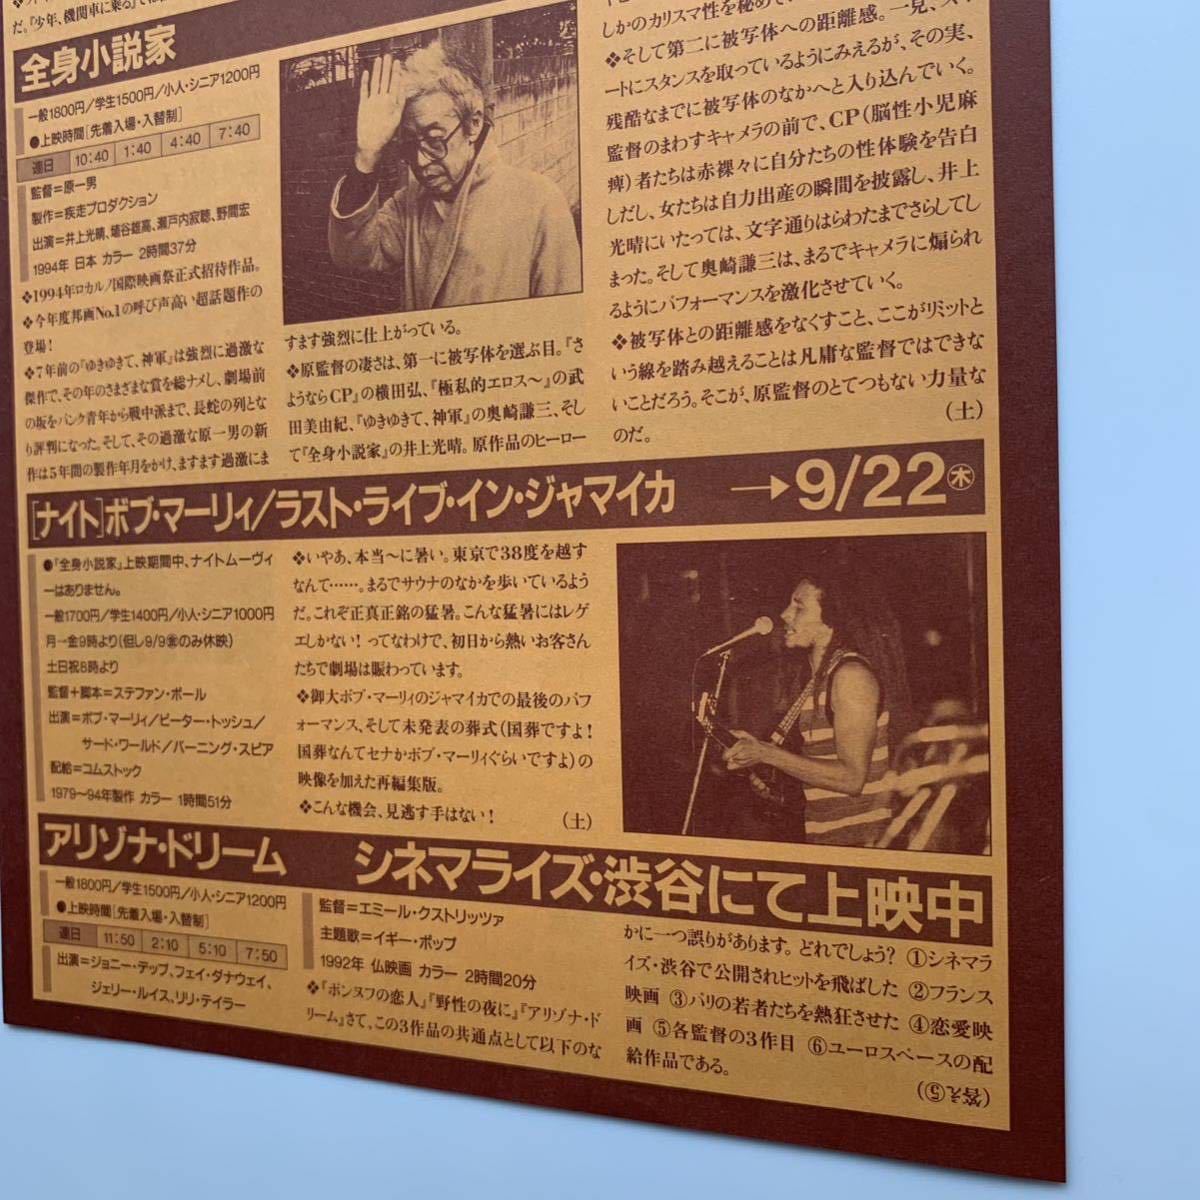 だ。『少年、機関車に乗る』
全身小説家
一般1800円／学生1500円／小人・シニア1200円
●上映時間［先着入場・入替制］
連日 10:40 1:40 4:40 7:40
監督＝原一男
製作＝疾走プロダクション
出演＝井上光晴、埴谷雄高、瀬戸内寂聴、野間宏
1994年 日本 カラー 2時間37分
❖1994年ロカルノ国際映画祭正式招待作品。
❖今年度邦画No.1の呼び声高い超話題作の
登場！
❖7年前の『ゆきゆきて、神軍』は強烈に過激な
傑作で、その年のさまざまな賞を総ナメし、劇場前
の坂をパンク青年から戦中派まで、長蛇の列とな
り評判になった。そして、その過激な原一男の新
作は5年間の製作年月をかけ、ますます過激にま
すます強烈に仕上がっている。
❖原監督の凄さは、第一に被写体を選ぶ目。『さ
ようならCP』の横田弘、『極私的エロス〜』の武
田美由紀、『ゆきゆきて、神軍』の奥崎謙三、そし
て『全身小説家』の井上光晴。原作品のヒーロー
しかのカリスマ性を秘めて
❖そして第二に被写体への距離感。一見、スマ
ートにスタンスを取っているようにみえるが、その実、
残酷なまでに被写体のなかへと入り込んでいく。
監督のまわすキャメラの前で、CP（脳性小児麻
痺）者たちは赤裸々に自分たちの性体験を告白
しだし、女たちは自力出産の瞬間を披露し、井上
光晴にいたっては、文字通りはらわたまでさらしてし
まった。そして奥崎謙三は、まるでキャメラに煽られ
るようにパフォーマンスを激化させていく。
❖被写体との距離感をなくすこと、ここがリミットと
いう線を踏み越えることは凡庸な監督ではできな
いことだろう。そこが、原監督のとてつもない力量な
のだ。 （土）
［ナイト］ボブ・マーリィ／ラスト・ライブ・イン・ジャマイカ →9/22㊍
●『全身小説家』上映期間中、ナイトムーヴィ
ーはありません。
一般1700円／学生1400円／小人・シニア1000円
月ー金9時より（但し9/9㊎のみ休映）
土日祝8時より
監督＋脚本＝ステファン・ポール
出演＝ボブ・マーリィ／ピーター・トッシュ／
サード・ワールド／バーニング・スピア
配給＝コムストック
1979〜94年製作 カラー 1時間51分
❖いやあ、本当〜に暑い。東京で38度を越す
なんて……。まるでサウナのなかを歩いているよう
だ。これぞ正真正銘の猛暑。こんな猛暑にはレゲ
エしかない！ってなわけで、初日から熱いお客さん
たちで劇場は賑わっています。
❖御大ボブ・マーリィのジャマイカでの最後のパフ
ォーマンス、そして未発表の葬式（国葬ですよ！
国葬なんてセナかボブ・マーリィぐらいですよ）の
映像を加えた再編集版。
❖こんな機会、見逃す手はない！ （土）
アリゾナ・ドリーム シネマライズ・渋谷にて上映中
一般1800円／学生1500円／小人・シニア1200円
●上映時間［先着入場・入替制］
連日 11:50 2:10 5:10 7:50
出演＝ジョニー・デップ、フェイ・ダナウェイ、
ジェリー・ルイス、リリ・テイラー
監督＝エミール・クストリッツァ
主題歌＝イギー・ポップ
1992年 仏映画 カラー 2時間20分
❖『ポンヌフの恋人』『野性の夜に』『アリゾナ・ド
リーム』さて、この3作品の共通点として以下のな
かに一つ誤りがあります。どれでしょう？ ①シネマラ
イズ・渋谷で公開されヒットを飛ばした ②フランス
映画 ③パリの若者たちを熱狂させた ④恋愛映
画 ⑤各監督の3作目 ⑥ユーロスペースの配
給作品である。
（答え⑤）